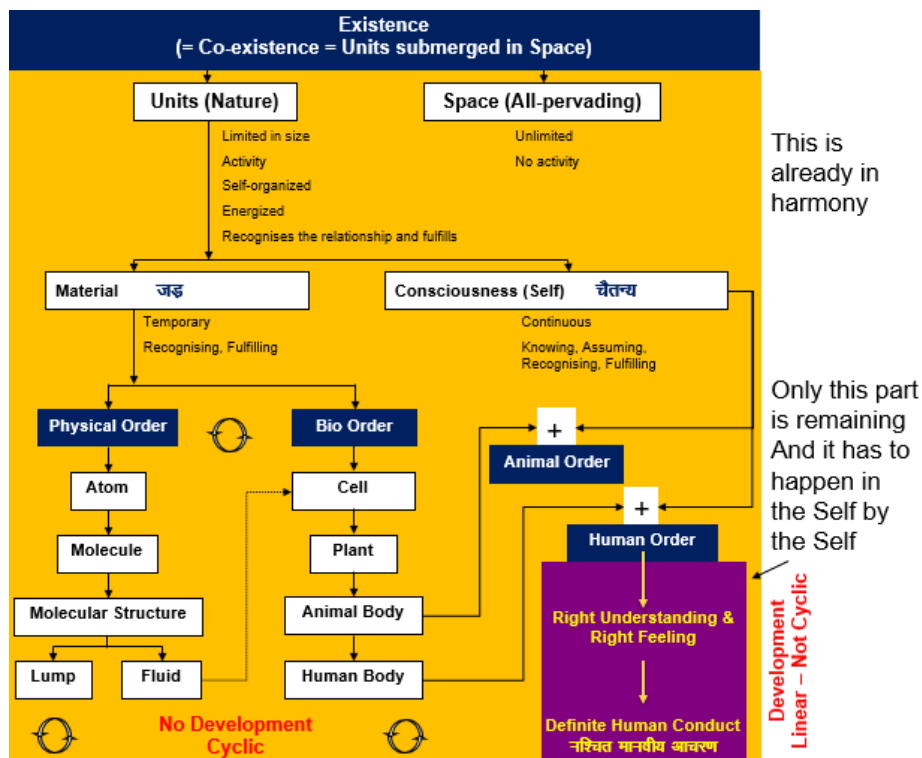 Existence
(= Co-existence = Units submerged in Space)
Units (Nature)
Space (All-pervading)
Limited in size
Activity
Self-organized
Energized
Recognises the relationship and fulfills
Unlimited
No activity
This is
already in
harmony
Material जड़
Consciousness (Self) चैतन्य
Temporary
Recognising, Fulfilling
Continuous
Knowing, Assuming,
Recognising, Fulfilling
Physical Order
Bio Order
+
Animal Order
Only this part
is remaining
And it has to
happen in
the Self by
the Self
Atom
Cell
+
Human Order
Molecule
Plant
Molecular Structure
Animal Body
Right Understanding &
Right Feeling
Lump
Fluid
Human Body
No Development
Cyclic
Definite Human Conduct
नश्चित मानवीय आचरण
Development
Linear – Not Cyclic